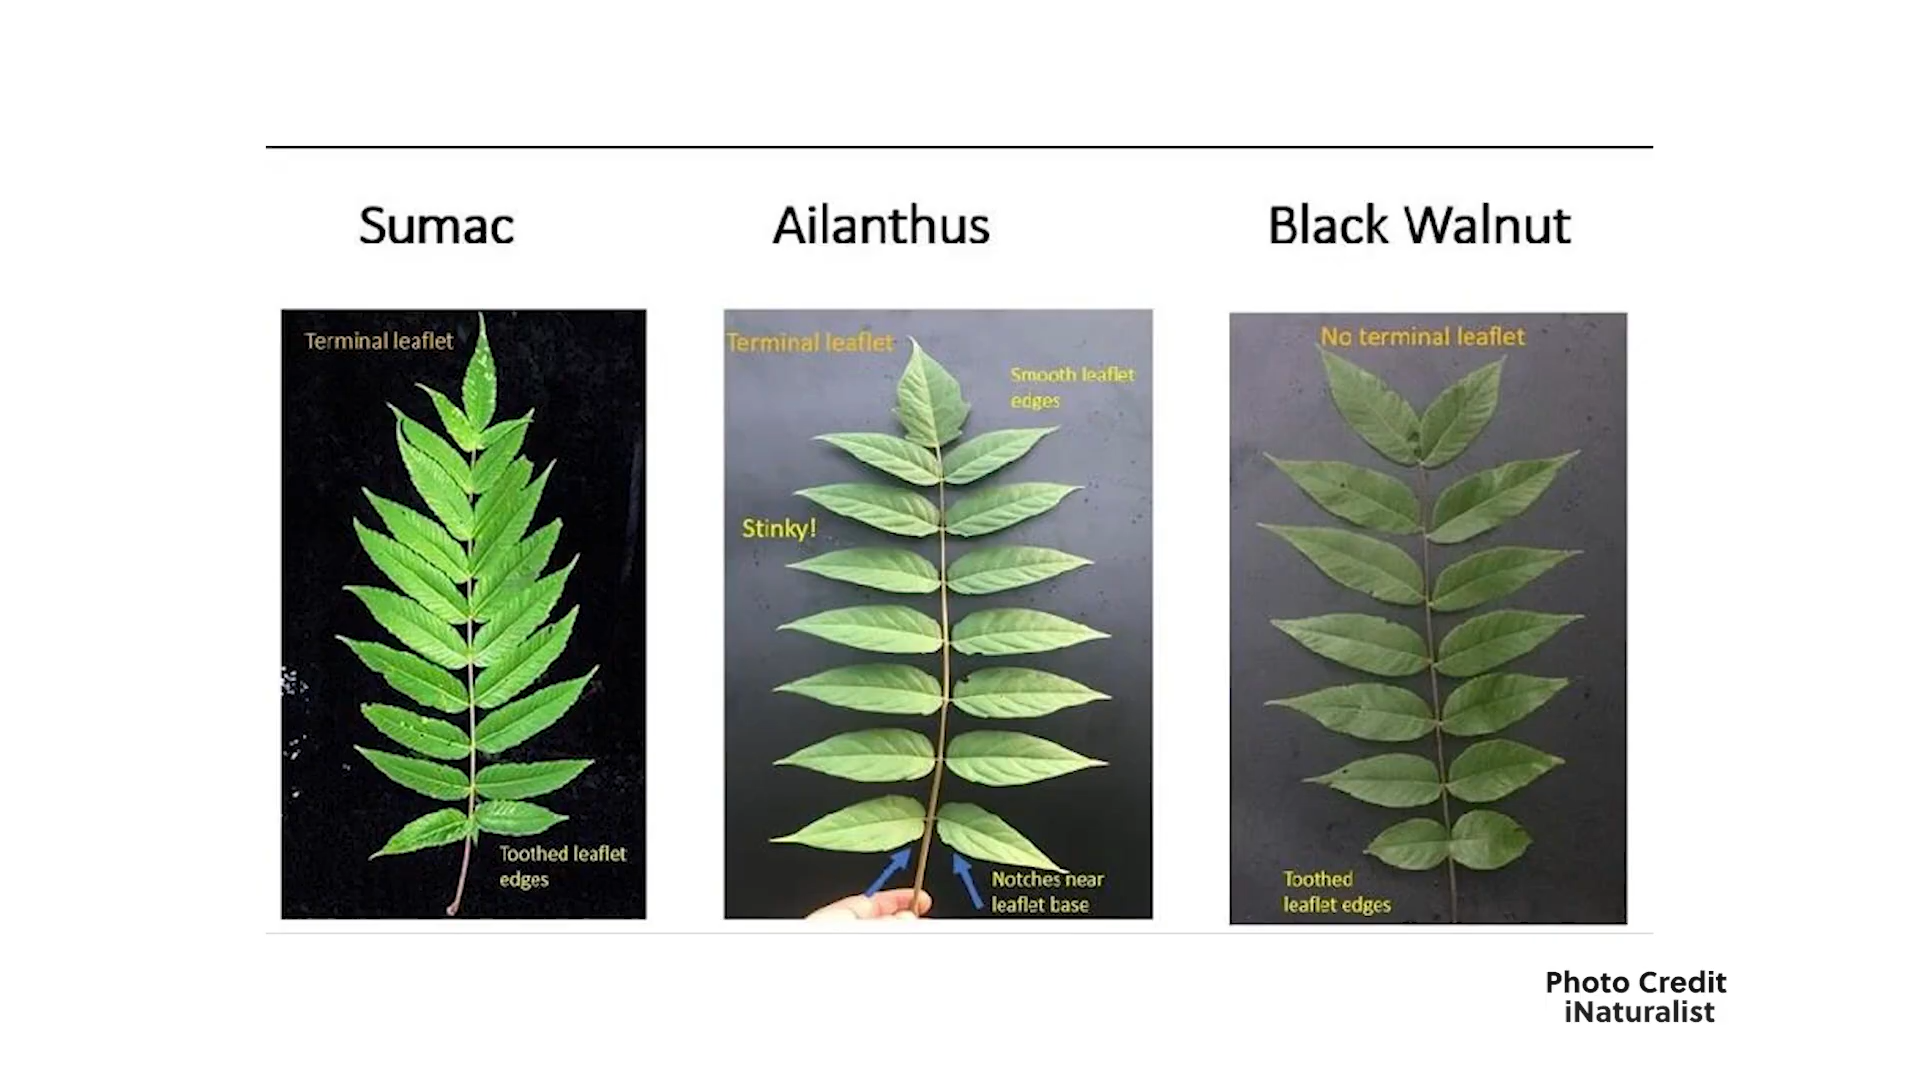 Sumac
Ailanthus
Black Walnut
Terminal leaflet
Toothed leaflet
edges
Terminal leaflet
Smooth leaflet
edges
Stinky!
Notches near
leaflet base
No terminal leaflet
Toothed
leaflet edges
Photo Credit
iNaturalist